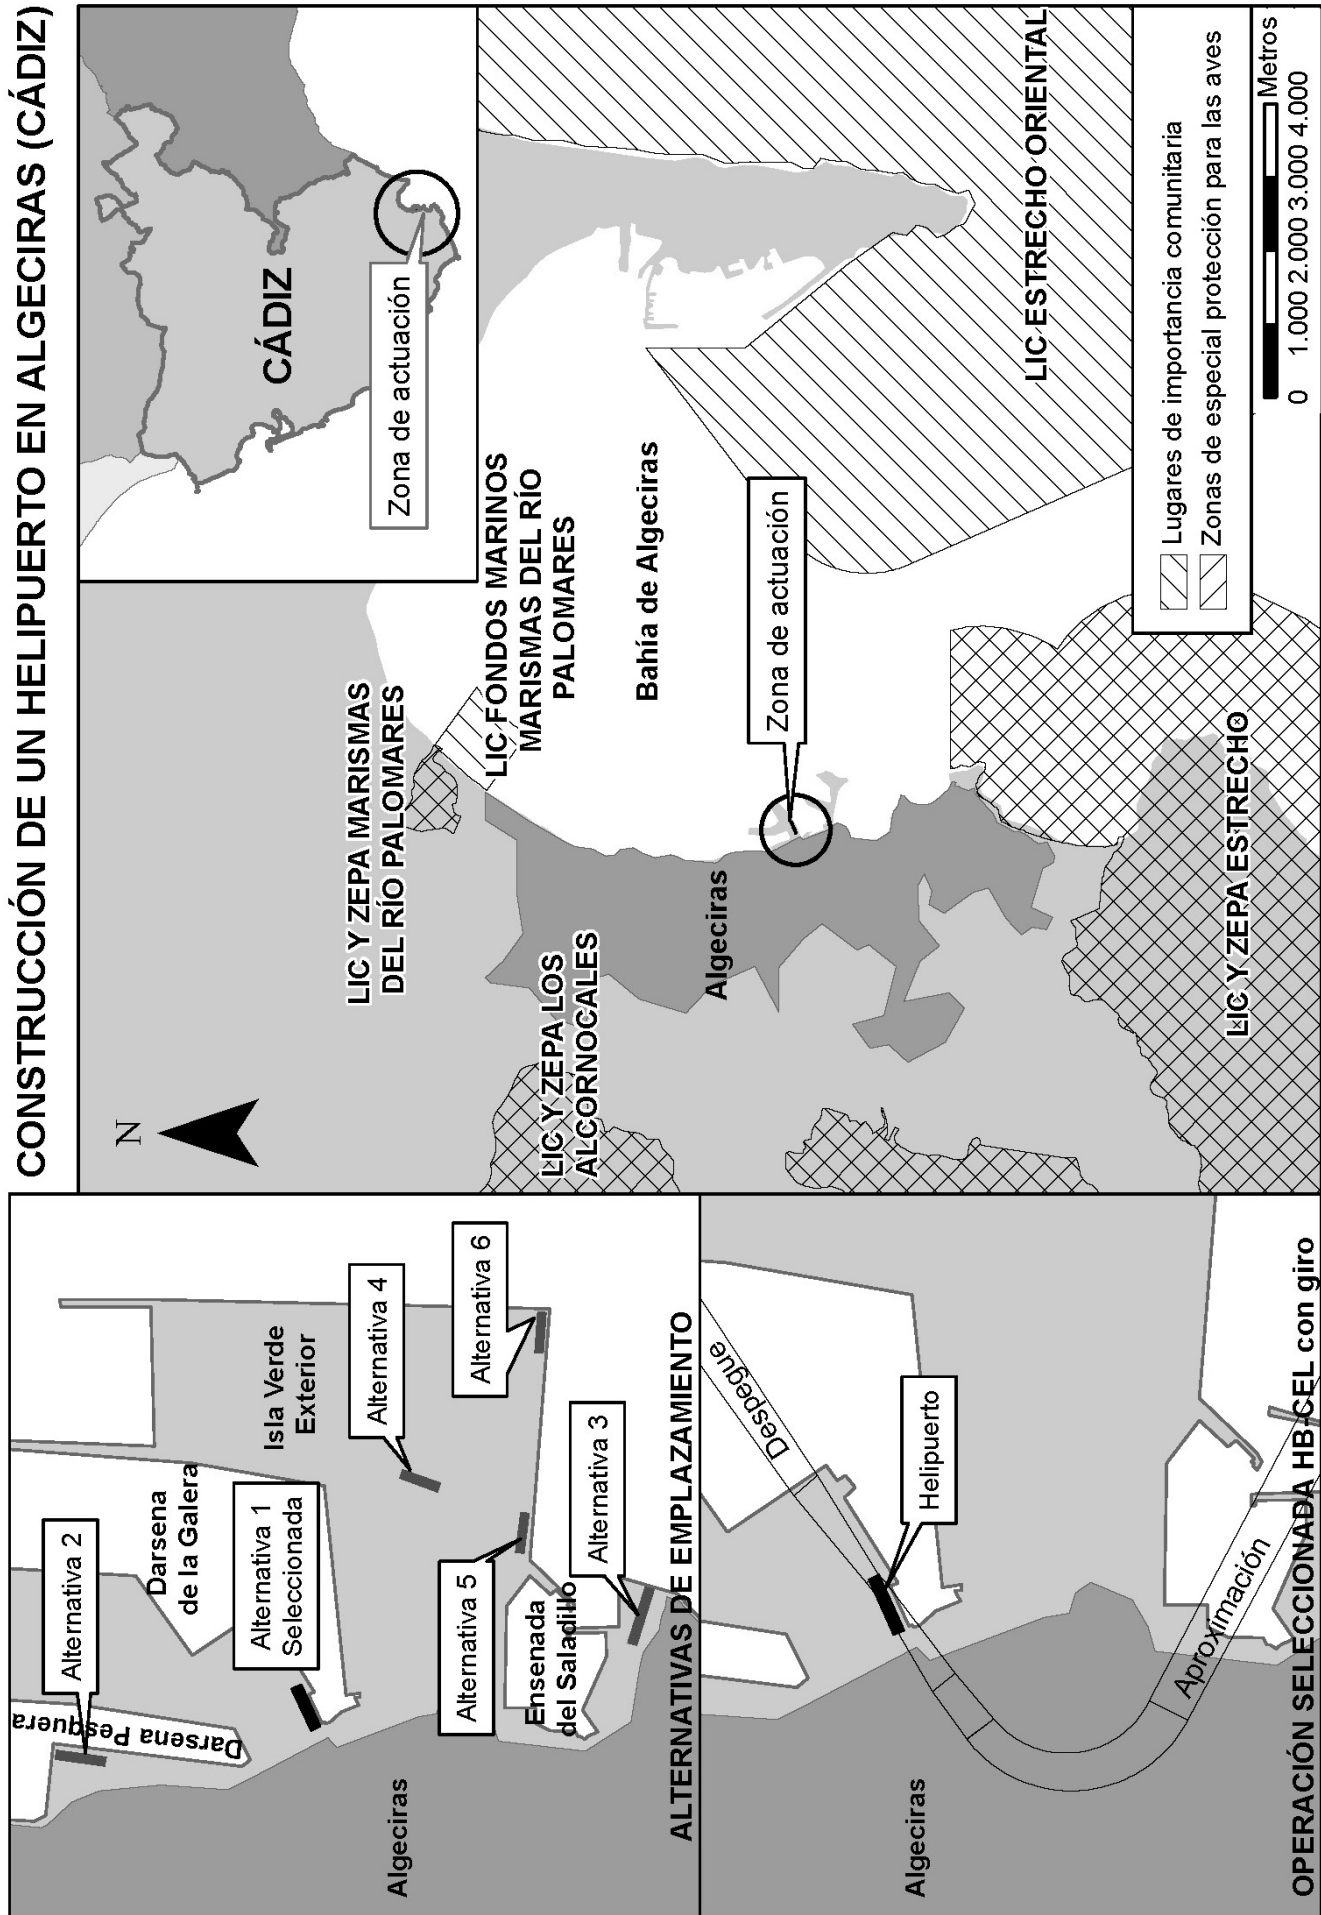 CONSTRUCCIÓN DE UN HELIPUERTO EN ALGECIRAS (CÁDIZ)
Alternativa 2
Darsena Pesquera
Darsena
de la Galera
Alternativa 1
Seleccionada
Isla Verde
Exterior
Alternativa 4
Alternativa 6
Alternativa 5
Alternativa 3
Ensenada
del Saladillo
Algeciras
ALTERNATIVAS DE EMPLAZAMIENTO
Despegue
Helipuerto
Aproximación
Algeciras
OPERACIÓN SELECCIONADA HB-CEL con giro
N
LIC Y ZEPA MARISMAS
DEL RÍO PALOMARES
LIC FONDOS MARINOS
MARISMAS DEL RÍO
PALOMARES
LIC Y ZEPA LOS
ALCORNOCALES
Bahía de Algeciras
Algeciras
Zona de actuación
LIC ESTRECHO ORIENTAL
LIC Y ZEPA ESTRECHO
CÁDIZ
Zona de actuación
Lugares de importancia comunitaria
Zonas de especial protección para las aves
0 1.000 2.000 3.000 4.000
Metros